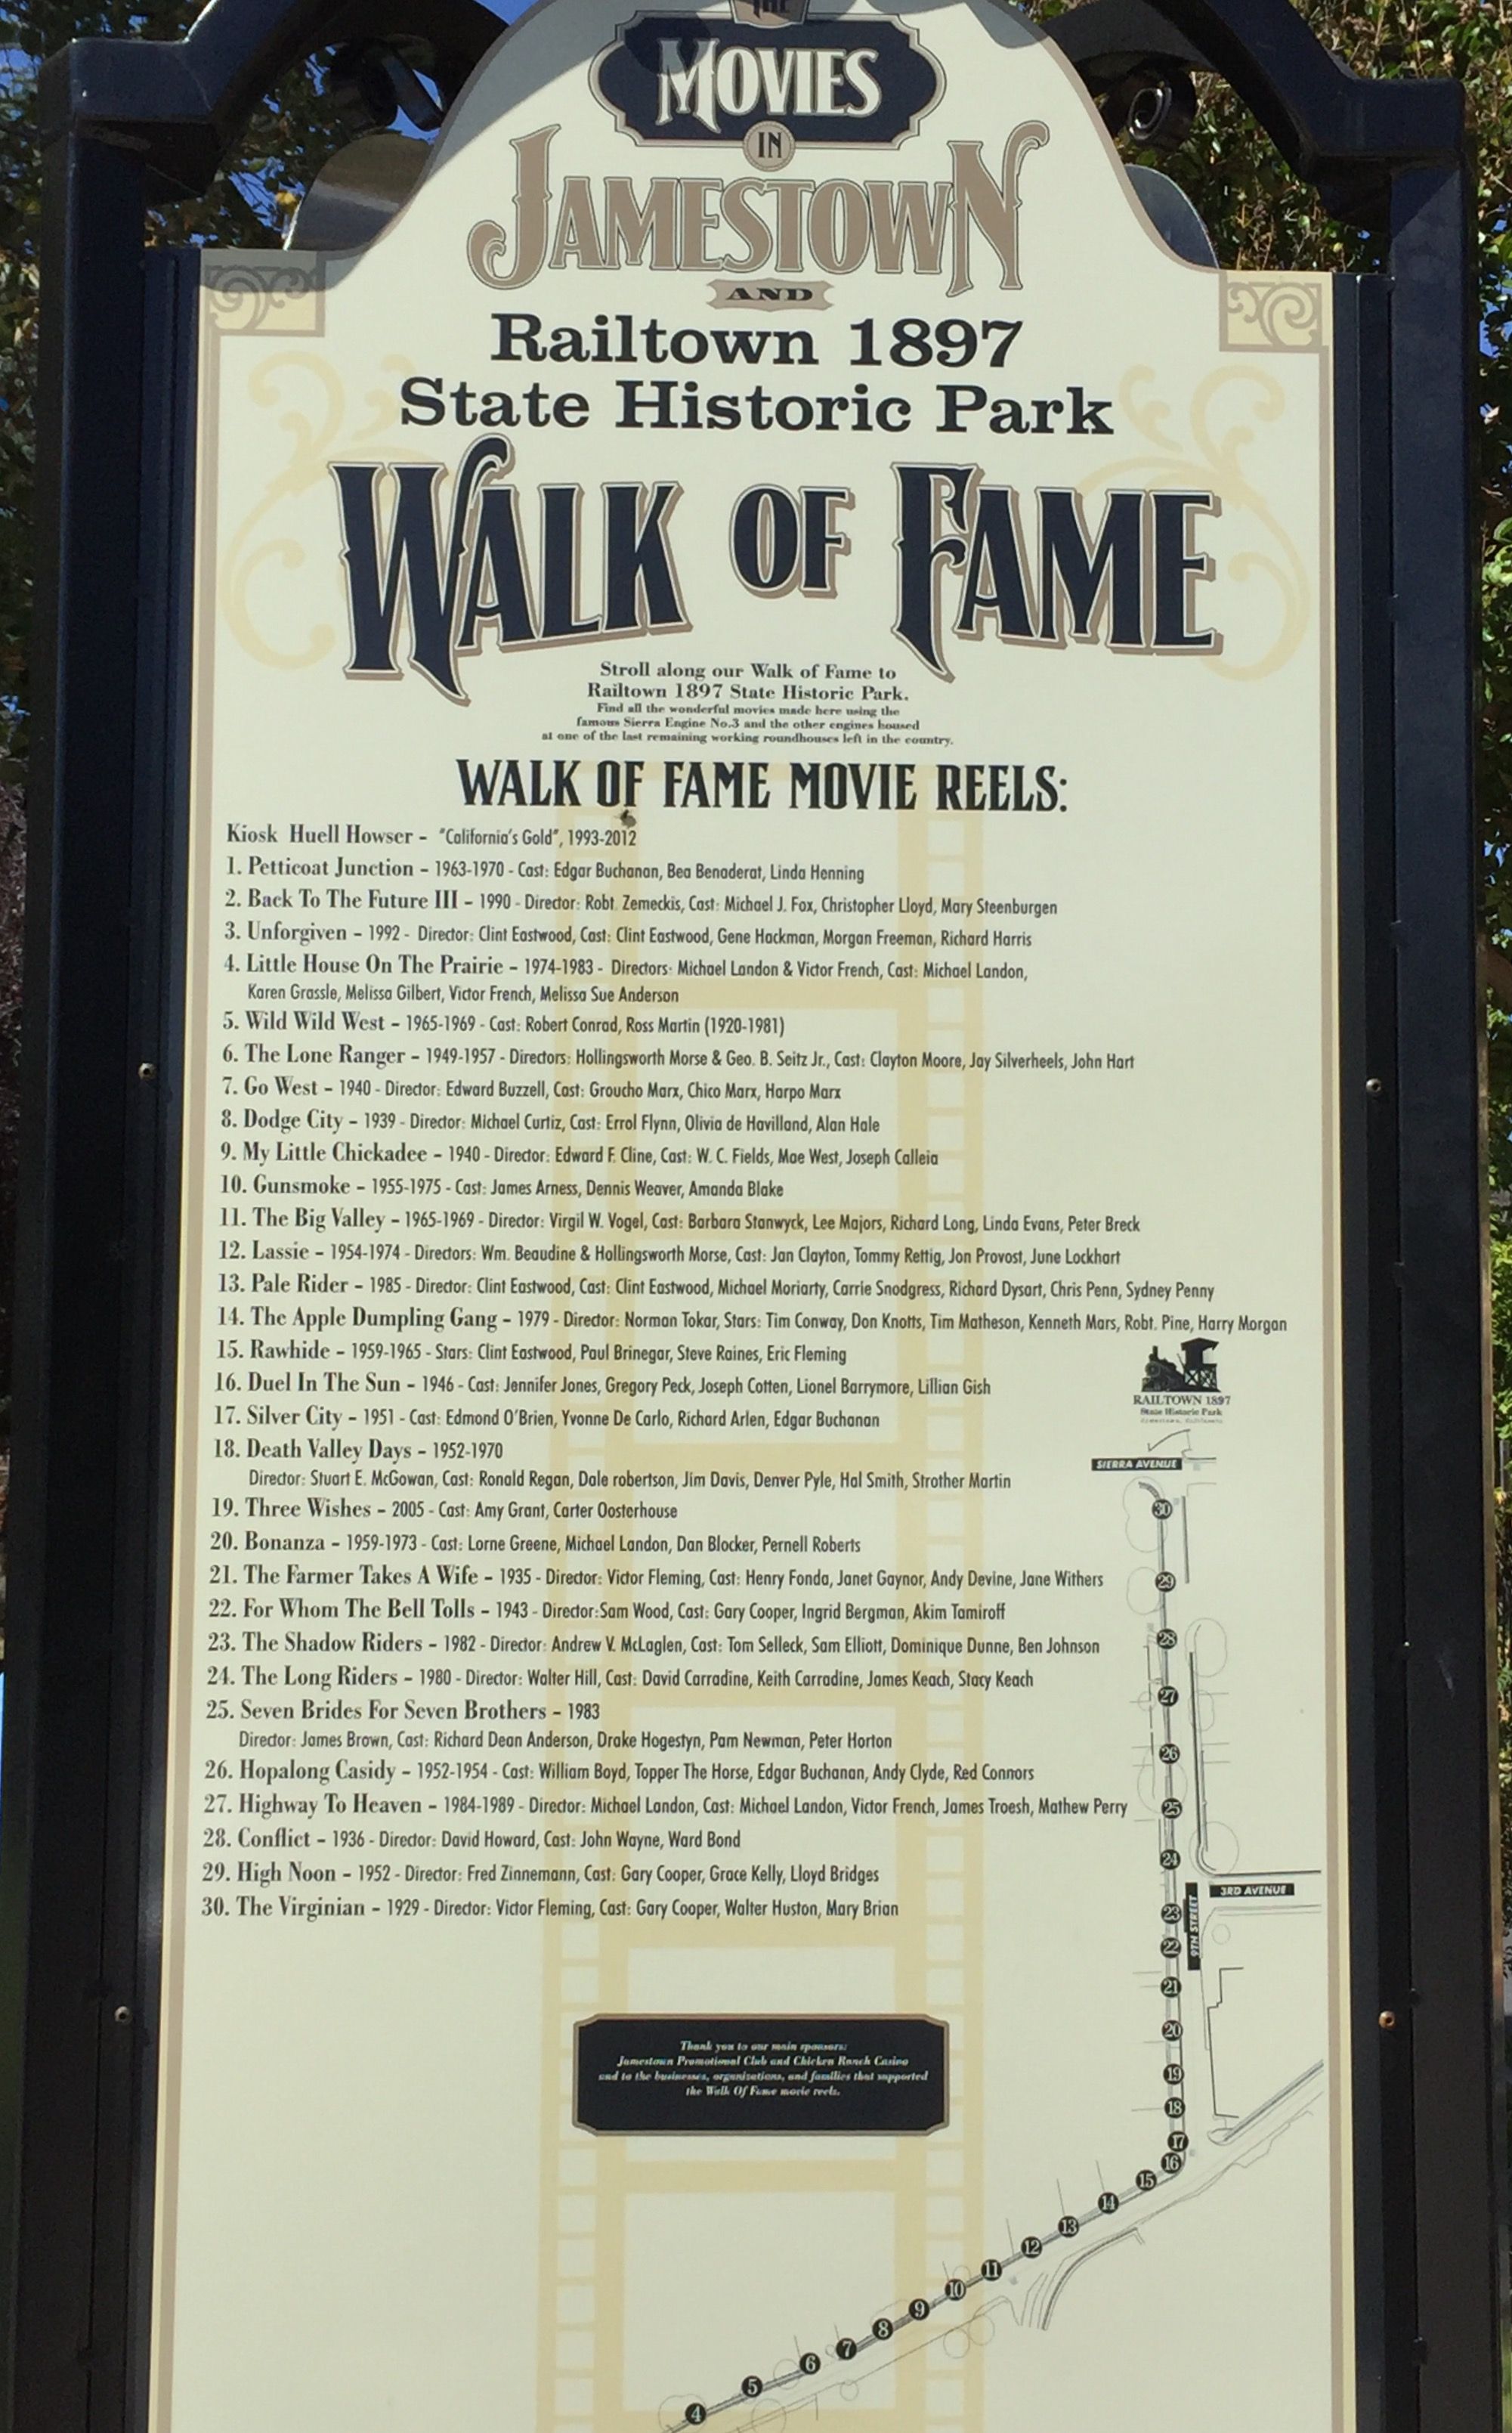 THE
MOVIES
IN
JAMESTOWN
AND
Railtown 1897
State Historic Park
WALK OF FAME
Stroll along our Walk of Fame to
Railtown 1897 State Historic Park.
Find all the wonderful movies made here using the
famous Sierra Engine No.3 and the other engines housed
at one of the last remaining working roundhouses left in the country.
WALK OF FAME MOVIE REELS:
Kiosk Huell Howser - "California's Gold", 1993-2012
1. Petticoat Junction - 1963-1970 - Cast: Edgar Buchanan, Bea Benaderat, Linda Henning
2. Back To The Future III - 1990 - Director: Robt. Zemeckis, Cast: Michael J. Fox, Christopher Lloyd, Mary Steenburgen
3. Unforgiven - 1992 - Director: Clint Eastwood, Cast: Clint Eastwood, Gene Hackman, Morgan Freeman, Richard Harris
4. Little House On The Prairie - 1974-1983 - Directors: Michael Landon & Victor French, Cast: Michael Landon,
Karen Grassle, Melissa Gilbert, Victor French, Melissa Sue Anderson
5. Wild Wild West - 1965-1969 - Cast: Robert Conrad, Ross Martin (1920-1981)
6. The Lone Ranger - 1949-1957 - Directors: Hollingsworth Morse & Geo. B. Seitz Jr., Cast: Clayton Moore, Jay Silverheels, John Hart
7. Go West - 1940 - Director: Edward Buzzell, Cast: Groucho Marx, Chico Marx, Harpo Marx
8. Dodge City - 1939 - Director: Michael Curtiz, Cast: Errol Flynn, Olivia de Havilland, Alan Hale
9. My Little Chickadee - 1940 - Director: Edward F. Cline, Cast: W. C. Fields, Mae West, Joseph Calleia
10. Gunsmoke - 1955-1975 - Cast: James Arness, Dennis Weaver, Amanda Blake
11. The Big Valley - 1965-1969 - Director: Virgil W. Vogel, Cast: Barbara Stanwyck, Lee Majors, Richard Long, Linda Evans, Peter Breck
12. Lassie - 1954-1974 - Directors: Wm. Beaudine & Hollingsworth Morse, Cast: Jan Clayton, Tommy Rettig, Jon Provost, June Lockhart
13. Pale Rider - 1985 - Director: Clint Eastwood, Cast: Clint Eastwood, Michael Moriarty, Carrie Snodgress, Richard Dysart, Chris Penn, Sydney Penny
14. The Apple Dumpling Gang - 1979 - Director: Norman Tokar, Stars: Tim Conway, Don Knotts, Tim Matheson, Kenneth Mars, Robt. Pine, Harry Morgan
15. Rawhide - 1959-1965 - Stars: Clint Eastwood, Paul Brinegar, Steve Raines, Eric Fleming
16. Duel In The Sun - 1946 - Cast: Jennifer Jones, Gregory Peck, Joseph Cotten, Lionel Barrymore, Lillian Gish
17. Silver City - 1951 - Cast: Edmond O'Brien, Yvonne De Carlo, Richard Arlen, Edgar Buchanan
18. Death Valley Days - 1952-1970
Director: Stuart E. McGowan, Cast: Ronald Regan, Dale robertson, Jim Davis, Denver Pyle, Hal Smith, Strother Martin
19. Three Wishes - 2005 - Cast: Amy Grant, Carter Oosterhouse
20. Bonanza - 1959-1973 - Cast: Lorne Greene, Michael Landon, Dan Blocker, Pernell Roberts
21. The Farmer Takes A Wife - 1935 - Director: Victor Fleming, Cast: Henry Fonda, Janet Gaynor, Andy Devine, Jane Withers
22. For Whom The Bell Tolls - 1943 - Director:Sam Wood, Cast: Gary Cooper, Ingrid Bergman, Akim Tamiroff
23. The Shadow Riders - 1982 - Director: Andrew V. McLaglen, Cast: Tom Selleck, Sam Elliott, Dominique Dunne, Ben Johnson
24. The Long Riders - 1980 - Director: Walter Hill, Cast: David Carradine, Keith Carradine, James Keach, Stacy Keach
25. Seven Brides For Seven Brothers - 1983
Director: James Brown, Cast: Richard Dean Anderson, Drake Hogestyn, Pam Newman, Peter Horton
26. Hopalong Casidy - 1952-1954 - Cast: William Boyd, Topper The Horse, Edgar Buchanan, Andy Clyde, Red Connors
27. Highway To Heaven - 1984-1989 - Director: Michael Landon, Cast: Michael Landon, Victor French, James Troesh, Mathew Perry
28. Conflict - 1936 - Director: David Howard, Cast: John Wayne, Ward Bond
29. High Noon - 1952 - Director: Fred Zinnemann, Cast: Gary Cooper, Grace Kelly, Lloyd Bridges
30. The Virginian - 1929 - Director: Victor Fleming, Cast: Gary Cooper, Walter Huston, Mary Brian
RAILTOWN 1897
State Historic Park
SIERRA AVENUE
30
29
28
27
26
25
24
3RD AVENUE
9TH STREET
23
22
21
20
19
18
17
16
15
14
13
12
11
10
9
8
7
6
5
4
Thank you to our main sponsors:
Jamestown Promotional Club and Chicken Ranch Casino
and to the businesses, organizations, and families that supported
the Walk Of Fame movie reels.